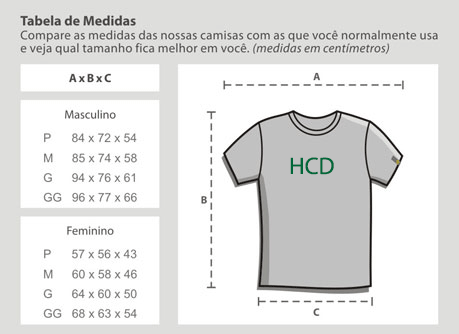 Tabela de Medidas
Compare as medidas das nossas camisas com as que você normalmente usa
e veja qual tamanho fica melhor em você. (medidas em centímetros)
A x B x C
Masculino
P 84 x 72 x 54
M 85 x 74 x 58
G 94 x 76 x 61
GG 96 x 77 x 66
Feminino
P 57 x 56 x 43
M 60 x 58 x 46
G 64 x 60 x 50
GG 68 x 63 x 54
A
HCD
B
C